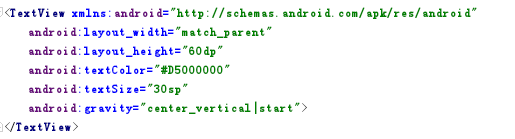 <TextView xmlns:android="http://schemas.android.com/apk/res/android"
android:layout_width="match_parent"
android:layout_height="60dp"
android:textColor="#D5000000"
android:textSize="30sp"
android:gravity="center_vertical|start">
</TextView>